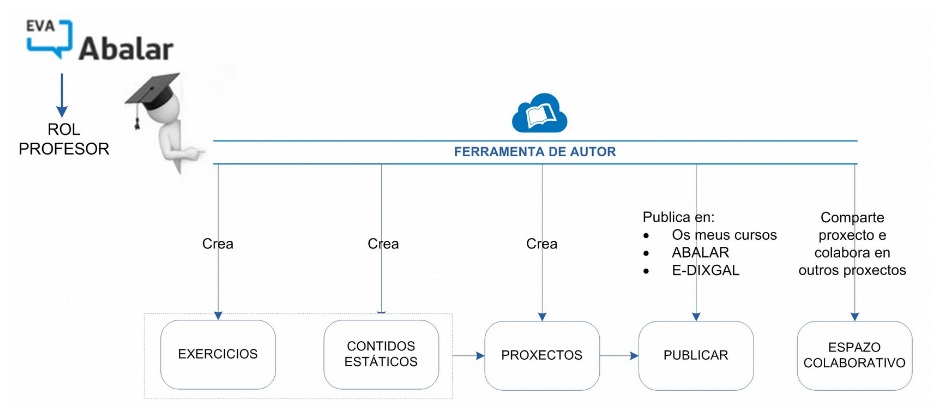 EVA
Abalar
ROL
PROFESOR
FERRAMENTA DE AUTOR
Crea
Crea
Crea
Publica en:
• Os meus cursos
• ABALAR
• E-DIXGAL
Comparte
proxecto e
colabora en
outros proxectos
EXERCICIOS
CONTIDOS
ESTÁTICOS
PROXECTOS
PUBLICAR
ESPAZO
COLABORATIVO